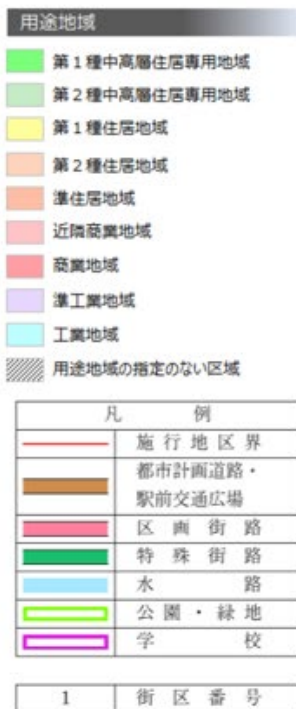 用途地域
第1種中高層住居専用地域
第2種中高層住居専用地域
第1種住居地域
第2種住居地域
準住居地域
近隣商業地域
商業地域
準工業地域
工業地域
用途地域の指定のない区域
凡 例
施行地区界
都市計画道路・
駅前交通広場
区画街路
特殊街路
水路
公園・緑地
学校
1 街区番号